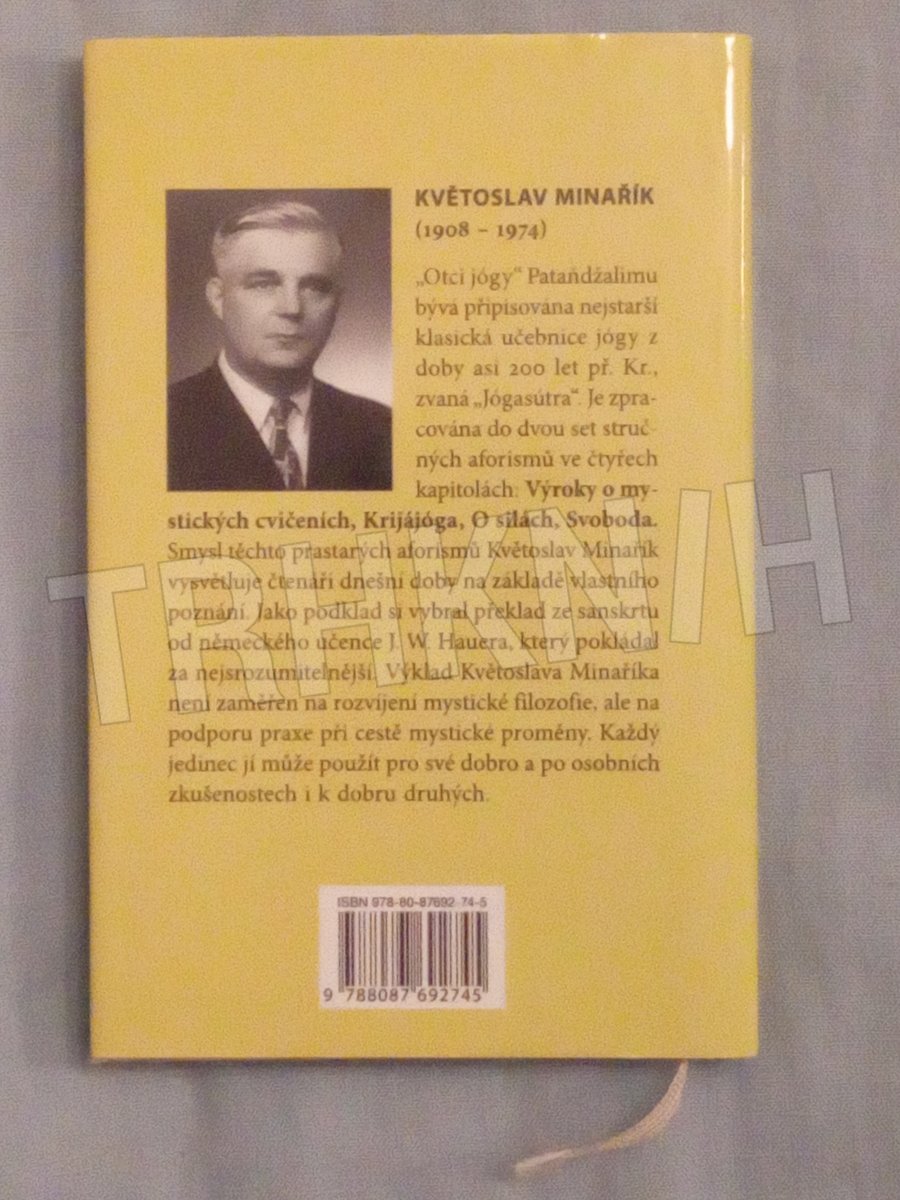 KVĚTOSLAV MINAŘÍK
(1908 – 1974)
„Otci jógy“ Pataňdžalimu
bývá připisována nejstarší
klasická učebnice jógy z
doby asi 200 let př. Kr.,
zvaná „Jógasútra“. Je zpra-
cována do dvou set struč-
ných aforismů ve čtyřech
kapitolách: Výroky o my-
stických cvičeních, Krijájóga, O silách, Svoboda.
Smysl těchto prastarých aforismů Květoslav Minařík
vysvětluje čtenáři dnešní doby na základě vlastního
poznání. Jako podklad si vybral překlad ze sanskrtu
od německého učence J. W. Hauera, který pokládal
za nejsrozumitelnější. Výklad Květoslava Minaříka
není zaměřen na rozvíjení mystické filozofie, ale na
podporu praxe při cestě mystické proměny. Každý
jedinec jí může použít pro své dobro a po osobních
zkušenostech i k dobru druhých.
TRHKNIH
ISBN 978-80-87692-74-5
9 788087 692745